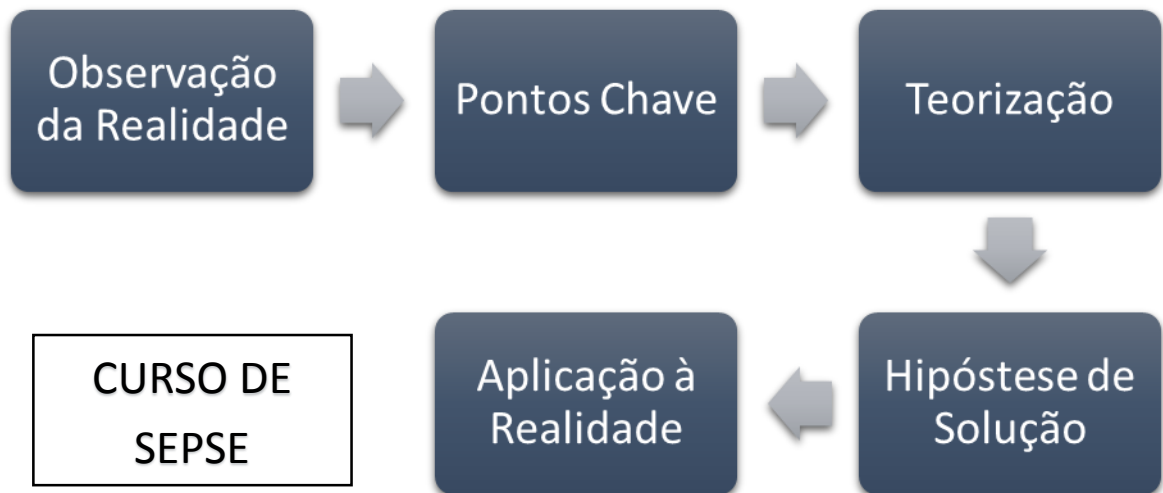 Observação
da Realidade
Pontos Chave
Teorização
Hipóstese de
Solução
Aplicação à
Realidade
CURSO DE
SEPSE